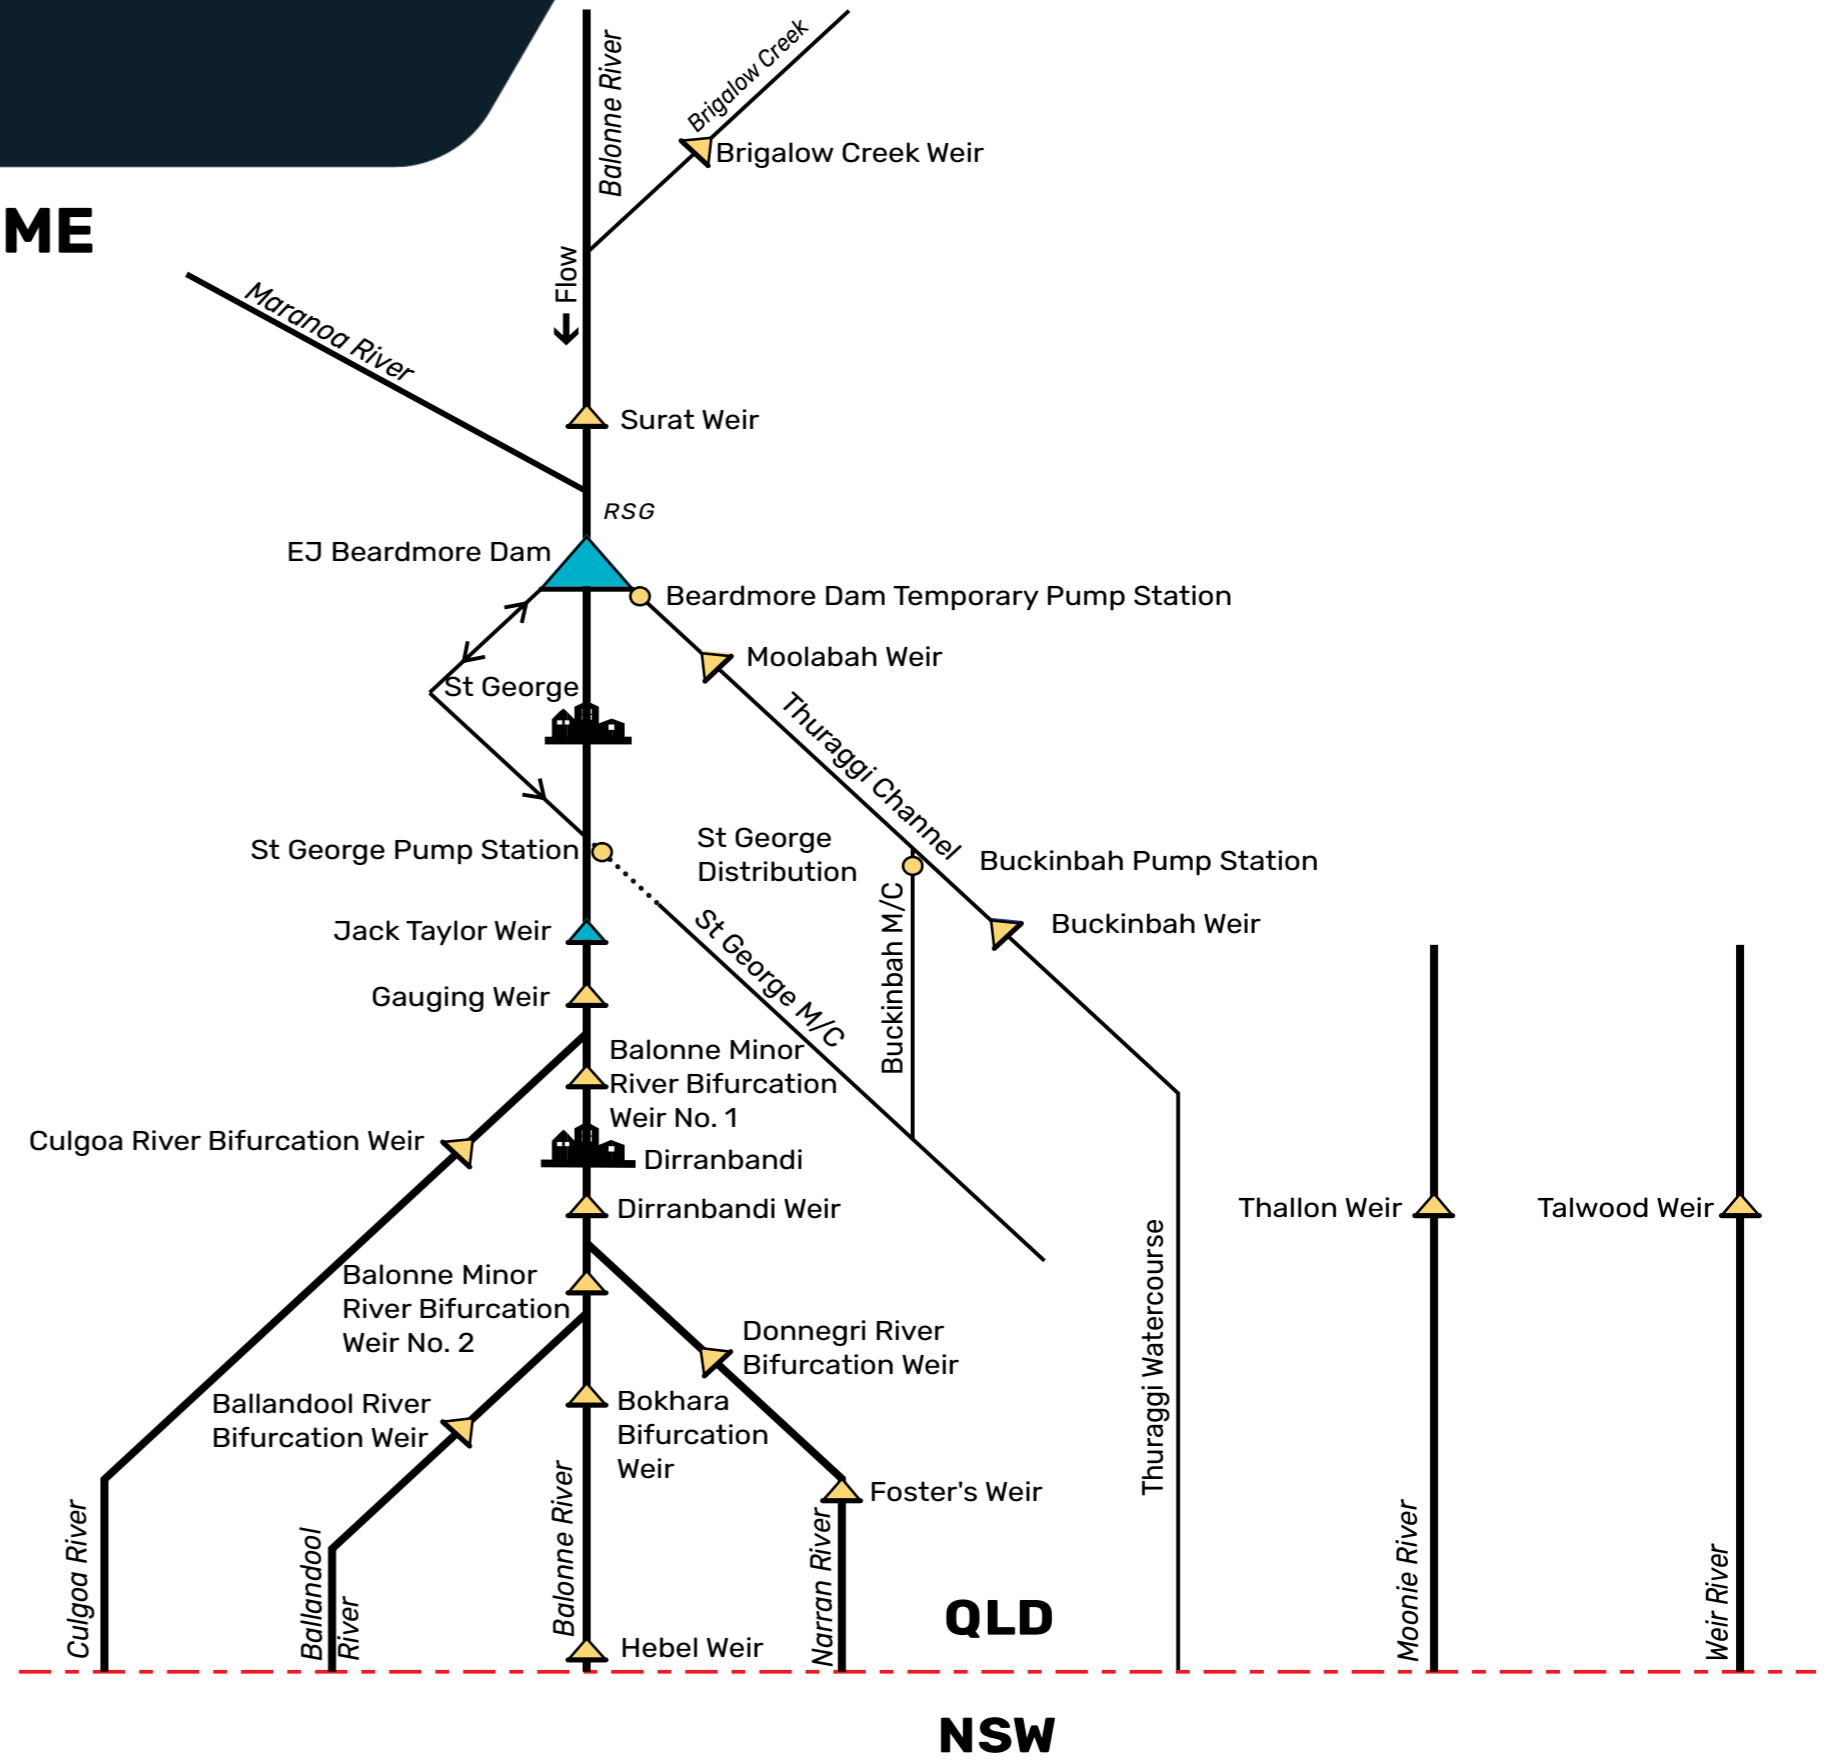 Balonne River
Brigalow Creek
Brigalow Creek Weir
ME
Flow
Maranoa River
Surat Weir
RSG
EJ Beardmore Dam
Beardmore Dam Temporary Pump Station
Moolabah Weir
St George
Thuraggi Channel
St George Pump Station
St George
Distribution
Buckinbah Pump Station
Buckinbah M/C
Buckinbah Weir
Jack Taylor Weir
St George M/C
Gauging Weir
Balonne Minor
River Bifurcation
Weir No. 1
Culgoa River Bifurcation Weir
Dirranbandi
Dirranbandi Weir
Thallon Weir
Talwood Weir
Balonne Minor
River Bifurcation
Weir No. 2
Donnegri River
Bifurcation Weir
Thuraggi Watercourse
Ballandool River
Bifurcation Weir
Bokhara
Bifurcation
Weir
Foster's Weir
Culgoa River
Ballandool
River
Balonne River
Narran River
Moonie River
Weir River
QLD
Hebel Weir
NSW